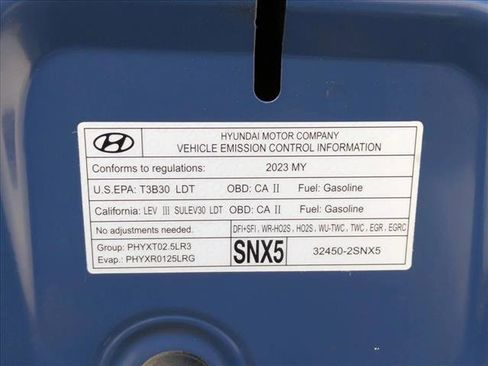 HYUNDAI MOTOR COMPANY
VEHICLE EMISSION CONTROL INFORMATION
Conforms to regulations: 2023 MY
U.S.EPA: T3B30 LDT OBD: CA II Fuel: Gasoline
California: LEV III SULEV30 LDT OBD: CA II Fuel: Gasoline
No adjustments needed. DFI+SFI , WR-HO2S , HO2S , WU-TWC , TWC , EGR , EGRC
Group: PHYXT02.5LR3
Evap.: PHYXR0125LRG
SNX5 32450-2SNX5